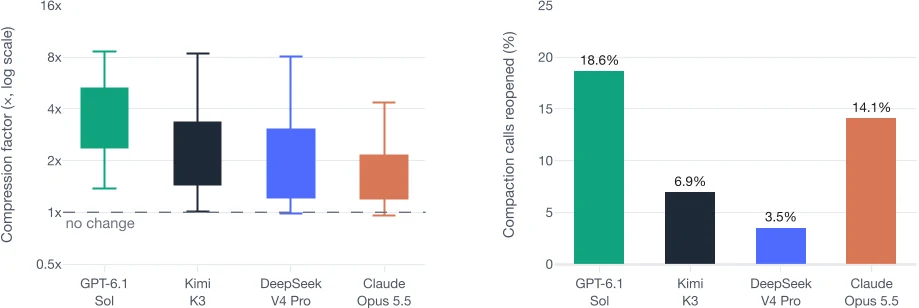 Compression factor (×, log scale)
16x
8x
4x
2x
1x
0.5x
no change
GPT-6.1
Sol
Kimi
K3
DeepSeek
V4 Pro
Claude
Opus 5.5
Compaction calls reopened (%)
25
20
15
10
5
0
18.6%
6.9%
3.5%
14.1%
GPT-6.1
Sol
Kimi
K3
DeepSeek
V4 Pro
Claude
Opus 5.5